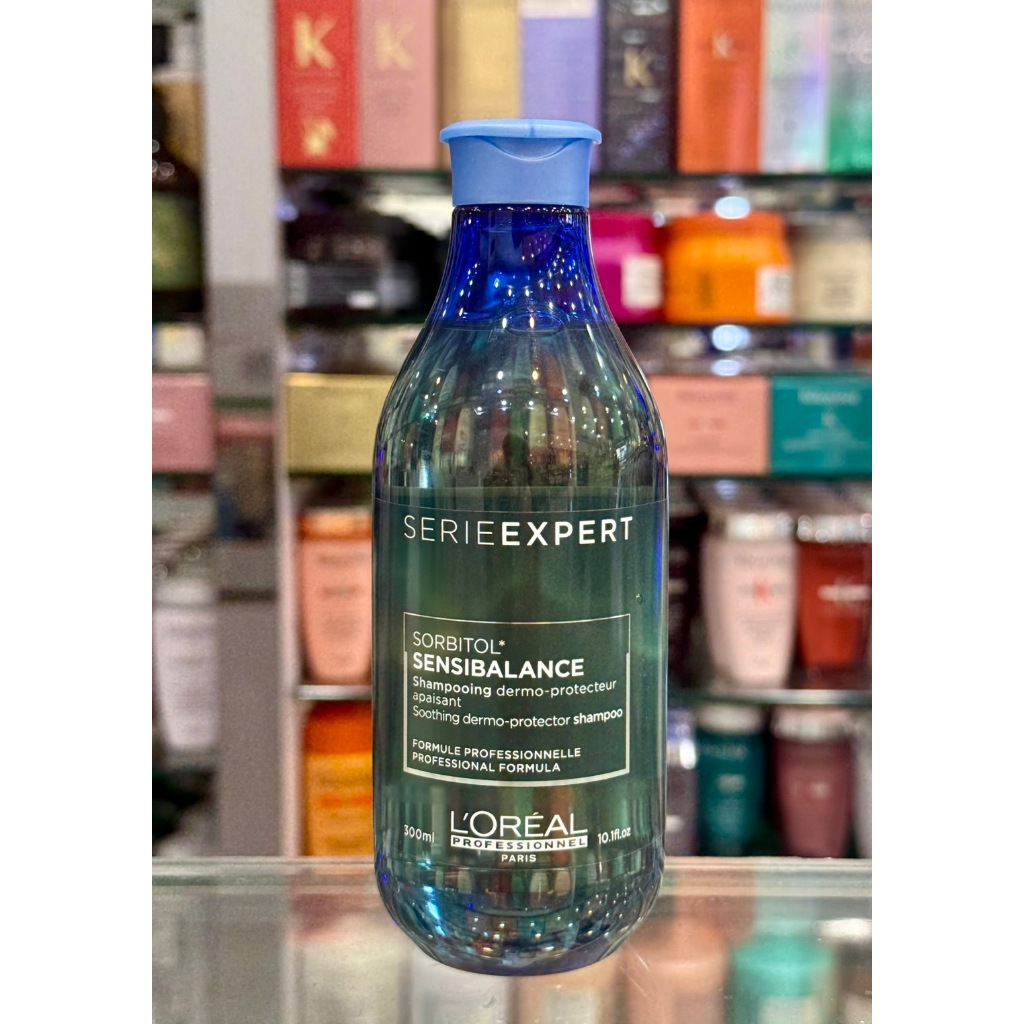 K
K
K
SERIEEXPERT
SORBITOL*
SENSIBALANCE
Shampooing dermo-protecteur
apaisant
Soothing dermo-protector shampoo
FORMULE PROFESSIONNELLE
PROFESSIONAL FORMULA
300ml
L'ORÉAL
PROFESSIONNEL
PARIS
10.1fl.oz